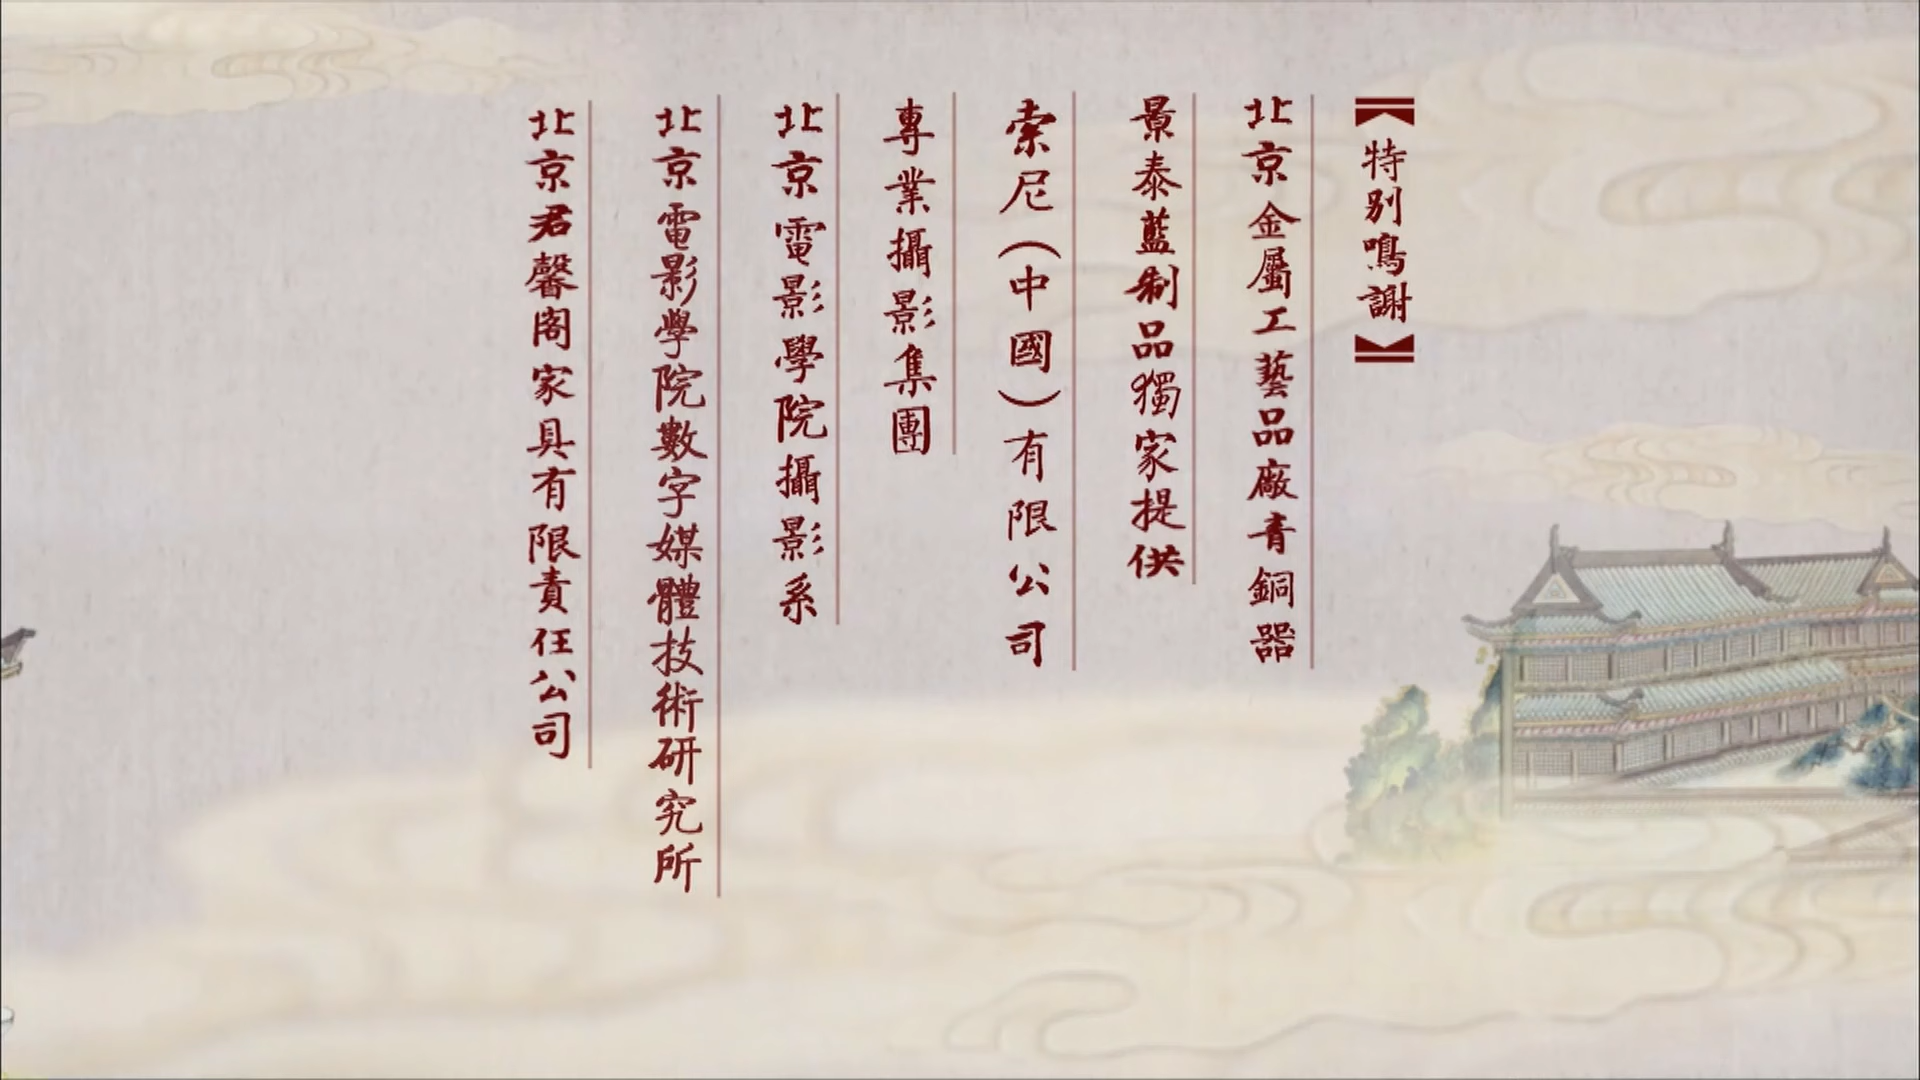 【特别鳴謝】
北京金屬工藝品廠青銅器
景泰藍制品獨家提供
索尼(中國)有限公司
專業攝影集團
北京電影學院攝影系
北京電影學院數字媒體技術研究所
北京君馨閣家具有限責任公司